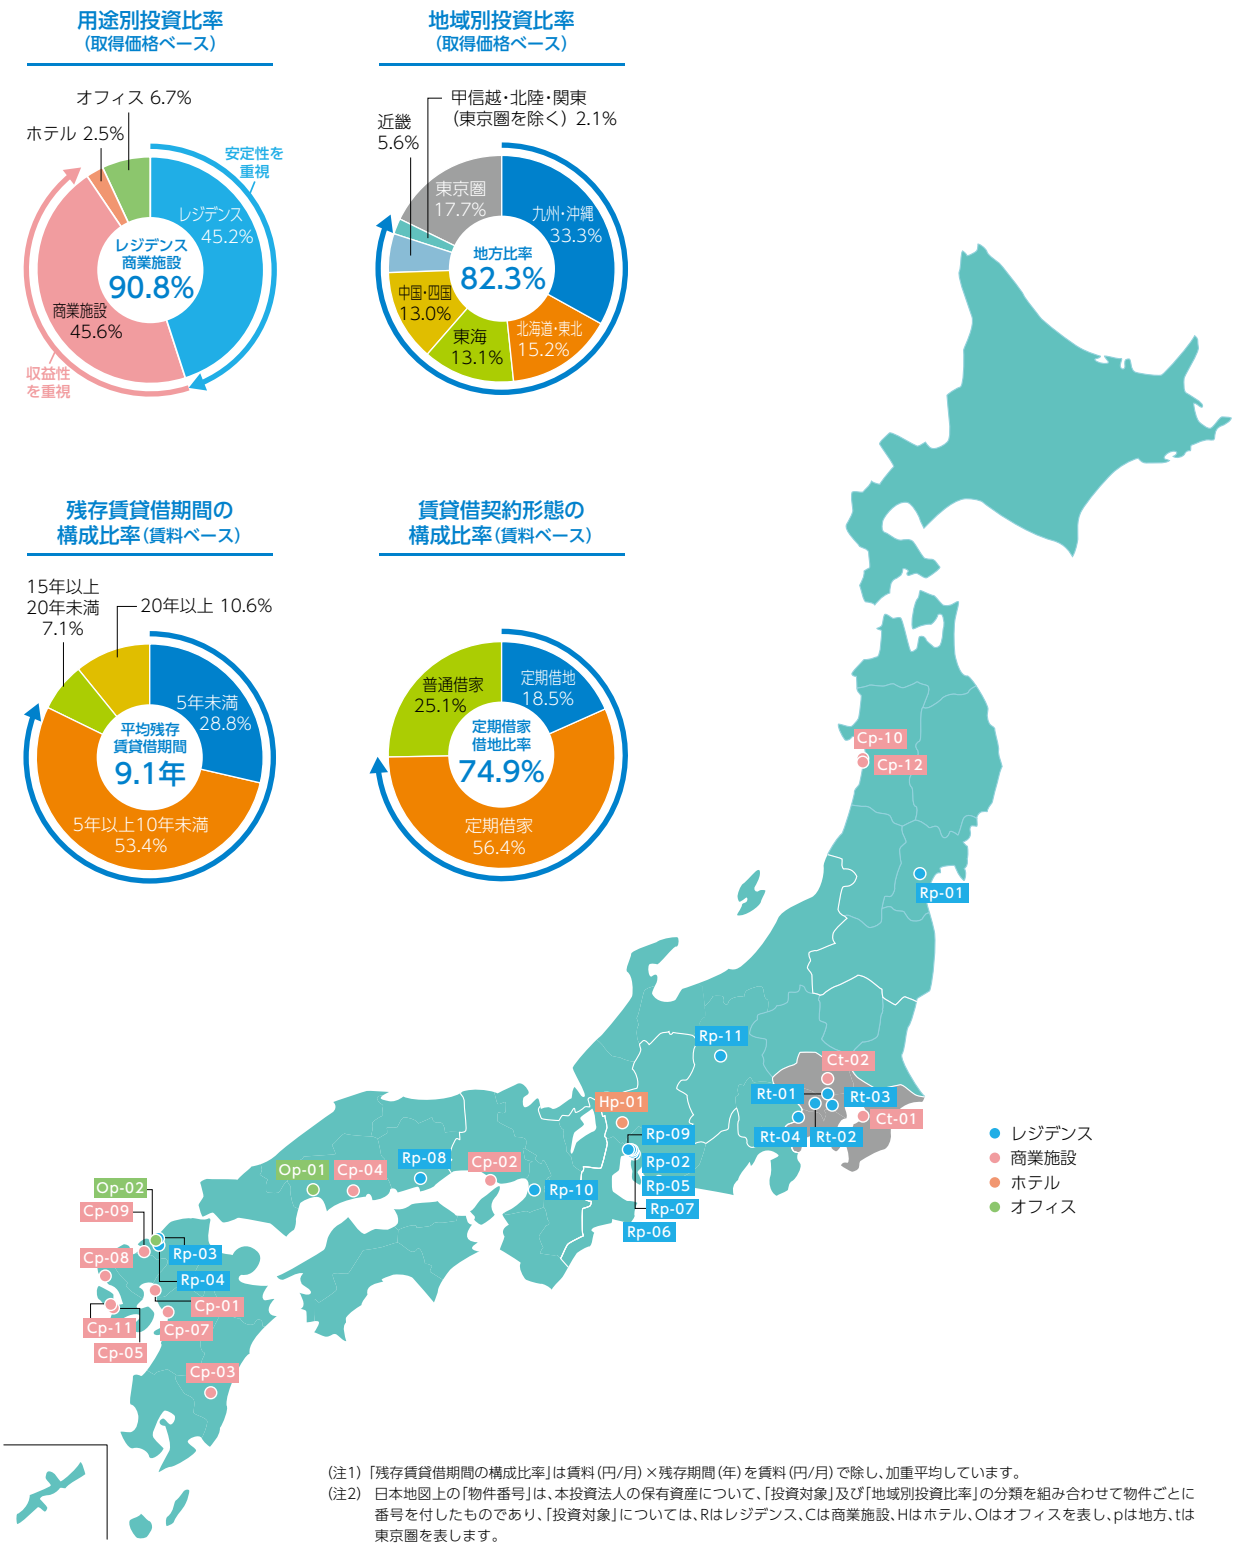 用途別投資比率
（取得価格ベース）
オフィス 6.7%
ホテル 2.5%
安定性を
重視
レジデンス
45.2%
レジデンス
商業施設
90.8%
商業施設
45.6%
収益性
を重視
地域別投資比率
（取得価格ベース）
甲信越・北陸・関東
（東京圏を除く） 2.1%
近畿
5.6%
東京圏
17.7%
九州・沖縄
33.3%
地方比率
82.3%
中国・四国
13.0%
東海
13.1%
北海道・東北
15.2%
残存賃貸借期間の
構成比率（賃料ベース）
15年以上
20年未満
7.1%
20年以上 10.6%
5年未満
28.8%
平均残存
賃貸借期間
9.1年
5年以上10年未満
53.4%
賃貸借契約形態の
構成比率（賃料ベース）
普通借家
25.1%
定期借地
18.5%
定期借家
借地比率
74.9%
定期借家
56.4%
Cp-10
Cp-12
Rp-01
Rp-11
Ct-02
Rt-01
Rt-03
Ct-01
Rt-04
Rt-02
Hp-01
Rp-09
Rp-02
Rp-05
Rp-07
Rp-06
Rp-08
Cp-02
Rp-10
Op-01
Cp-04
Op-02
Cp-09
Rp-03
Cp-08
Rp-04
Cp-01
Cp-11
Cp-07
Cp-05
Cp-03
レジデンス
商業施設
ホテル
オフィス
（注1）「残存賃貸借期間の構成比率」は賃料（円/月）×残存期間（年）を賃料（円/月）で除し、加重平均しています。
（注2） 日本地図上の「物件番号」は、本投資法人の保有資産について、「投資対象」及び「地域別投資比率」の分類を組み合わせて物件ごとに
番号を付したものであり、「投資対象」については、Rはレジデンス、Cは商業施設、Hはホテル、Oはオフィスを表し、pは地方、tは
東京圏を表します。